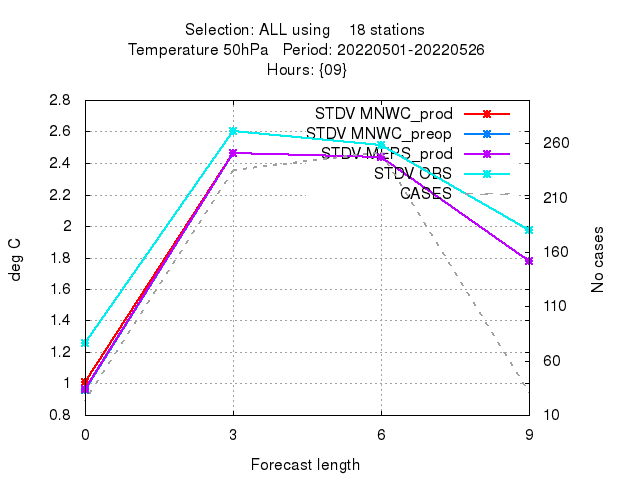 Selection: ALL using 18 stations
Temperature 50hPa Period: 20220501-20220526
Hours: {09}
STDV MNWC_prod
STDV MNWC_preop
STDV MEPS_prod
STDV OBS
CASES
deg C
2.8
2.6
2.4
2.2
2
1.8
1.6
1.4
1.2
1
0.8
260
210
160
110
60
10
No cases
0 3 6 9
Forecast length